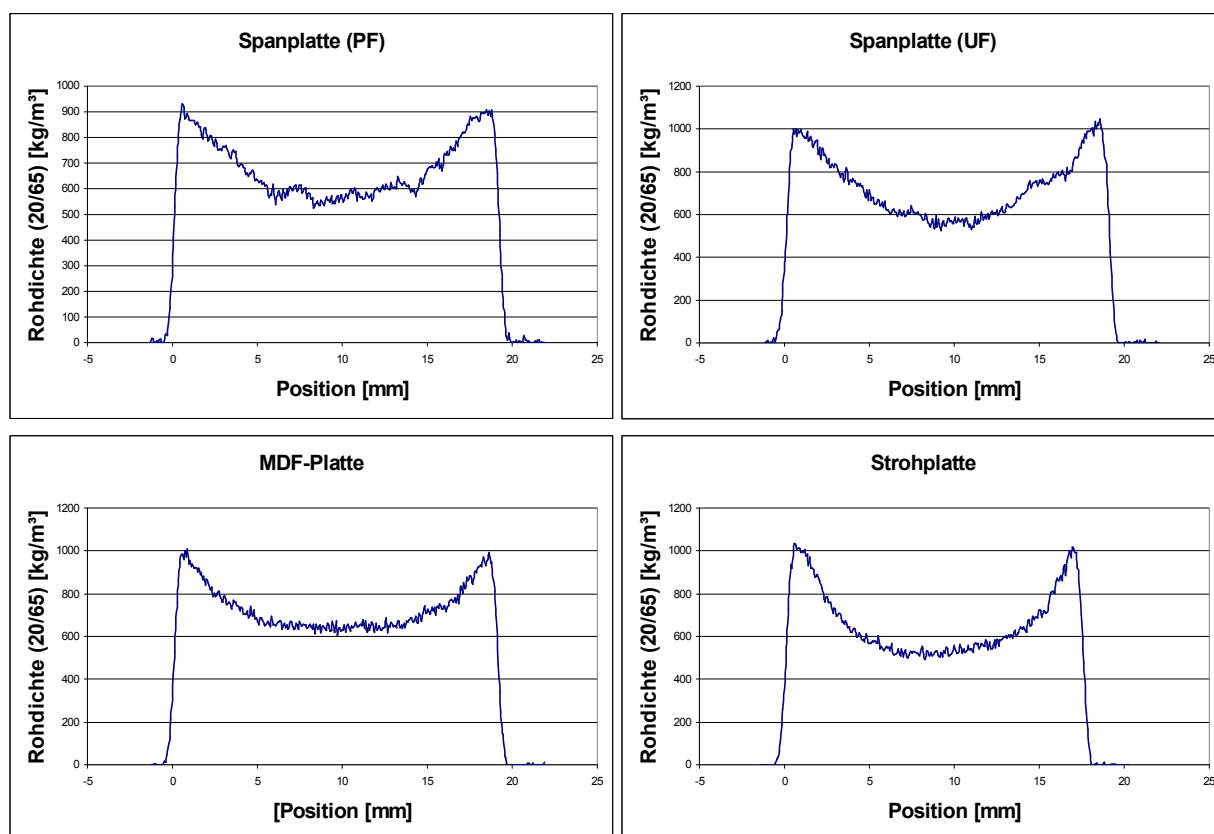 Spanplatte (PF)
Rohdichte (20/65) [kg/m³]
1000
900
800
700
600
500
400
300
200
100
0
-5 0 5 10 15 20 25
Position [mm]
Spanplatte (UF)
Rohdichte (20/65) [kg/m³]
1200
1000
800
600
400
200
0
-5 0 5 10 15 20 25
Position [mm]
MDF-Platte
Rohdichte (20/65) [kg/m³]
1200
1000
800
600
400
200
0
-5 0 5 10 15 20 25
[Position [mm]
Strohplatte
Rohdichte (20/65) [kg/m³]
1200
1000
800
600
400
200
0
-5 0 5 10 15 20 25
Position [mm]